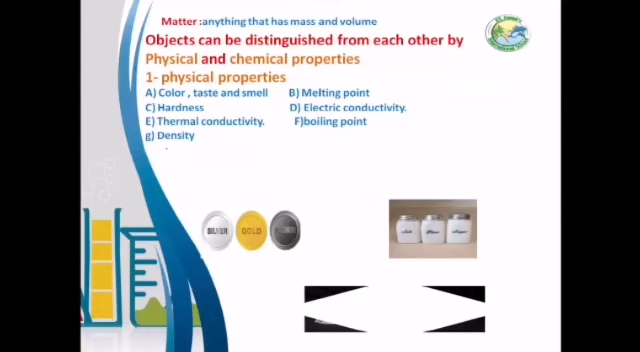 Matter :anything that has mass and volume
Objects can be distinguished from each other by
Physical and chemical properties
1- physical properties
A) Color , taste and smell B) Melting point
C) Hardness D) Electric conductivity.
E) Thermal conductivity. F)boiling point
g) Density
SILVER GOLD